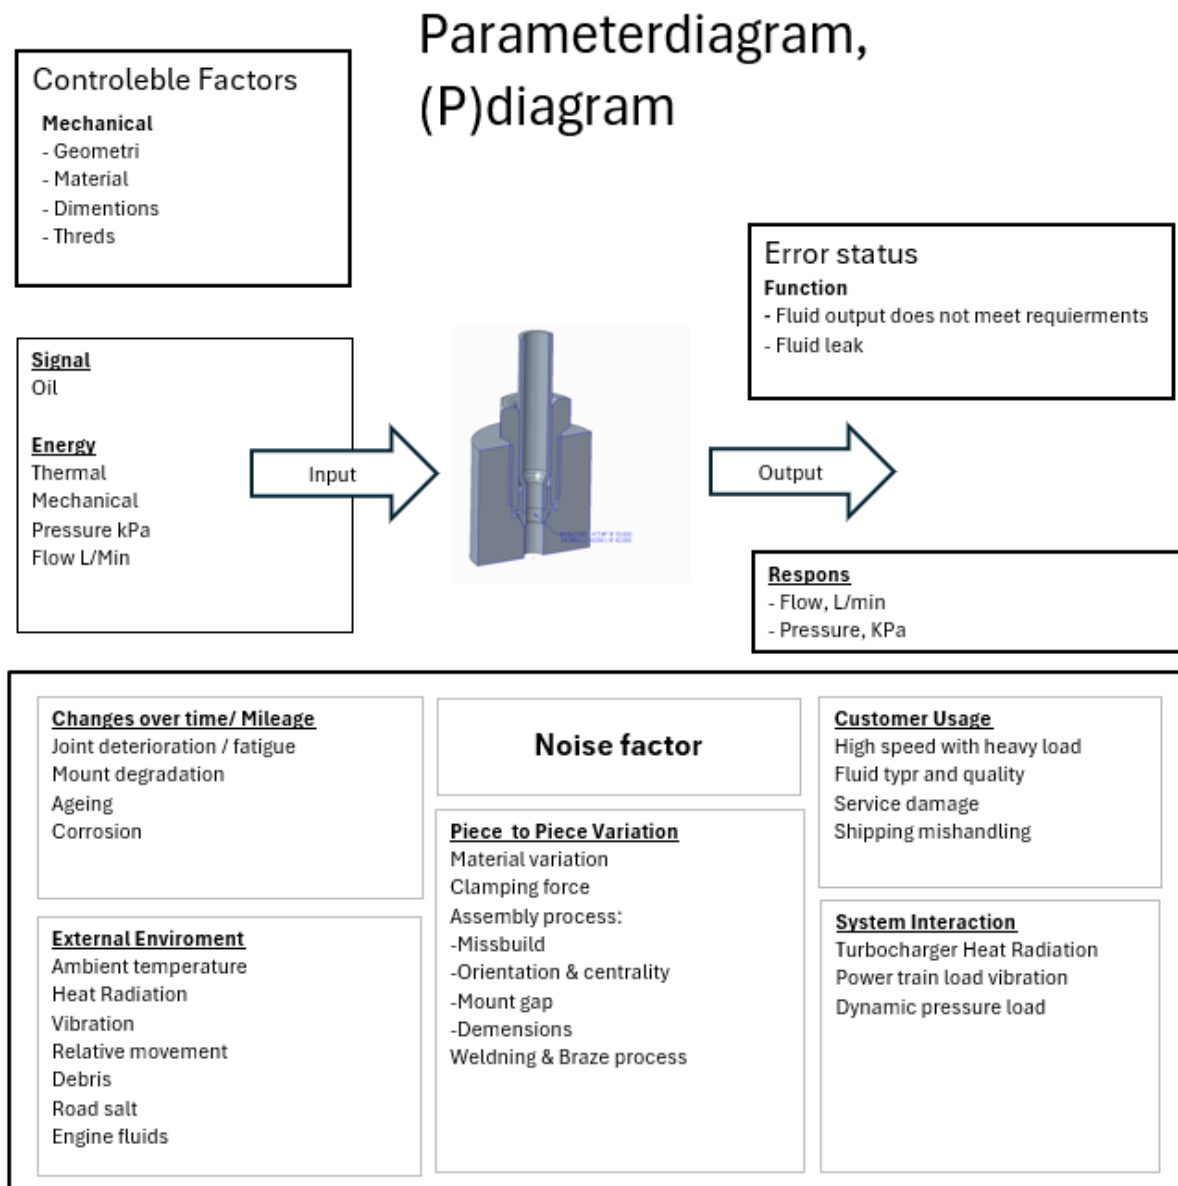 Parameterdiagram,
(P)diagram
Controleble Factors
Mechanical
- Geometri
- Material
- Dimentions
- Threds
Error status
Function
- Fluid output does not meet requierments
- Fluid leak
Signal
Oil
Energy
Thermal
Mechanical
Pressure kPa
Flow L/Min
Input
Output
Respons
- Flow, L/min
- Pressure, KPa
Changes over time/ Mileage
Joint deterioration / fatigue
Mount degradation
Ageing
Corrosion
Noise factor
Customer Usage
High speed with heavy load
Fluid typr and quality
Service damage
Shipping mishandling
Piece  to Piece Variation
Material variation
Clamping force
Assembly process:
-Missbuild
-Orientation & centrality
-Mount gap
-Demensions
Weldning & Braze process
External Enviroment
Ambient temperature
Heat Radiation
Vibration
Relative movement
Debris
Road salt
Engine fluids
System Interaction
Turbocharger Heat Radiation
Power train load vibration
Dynamic pressure load